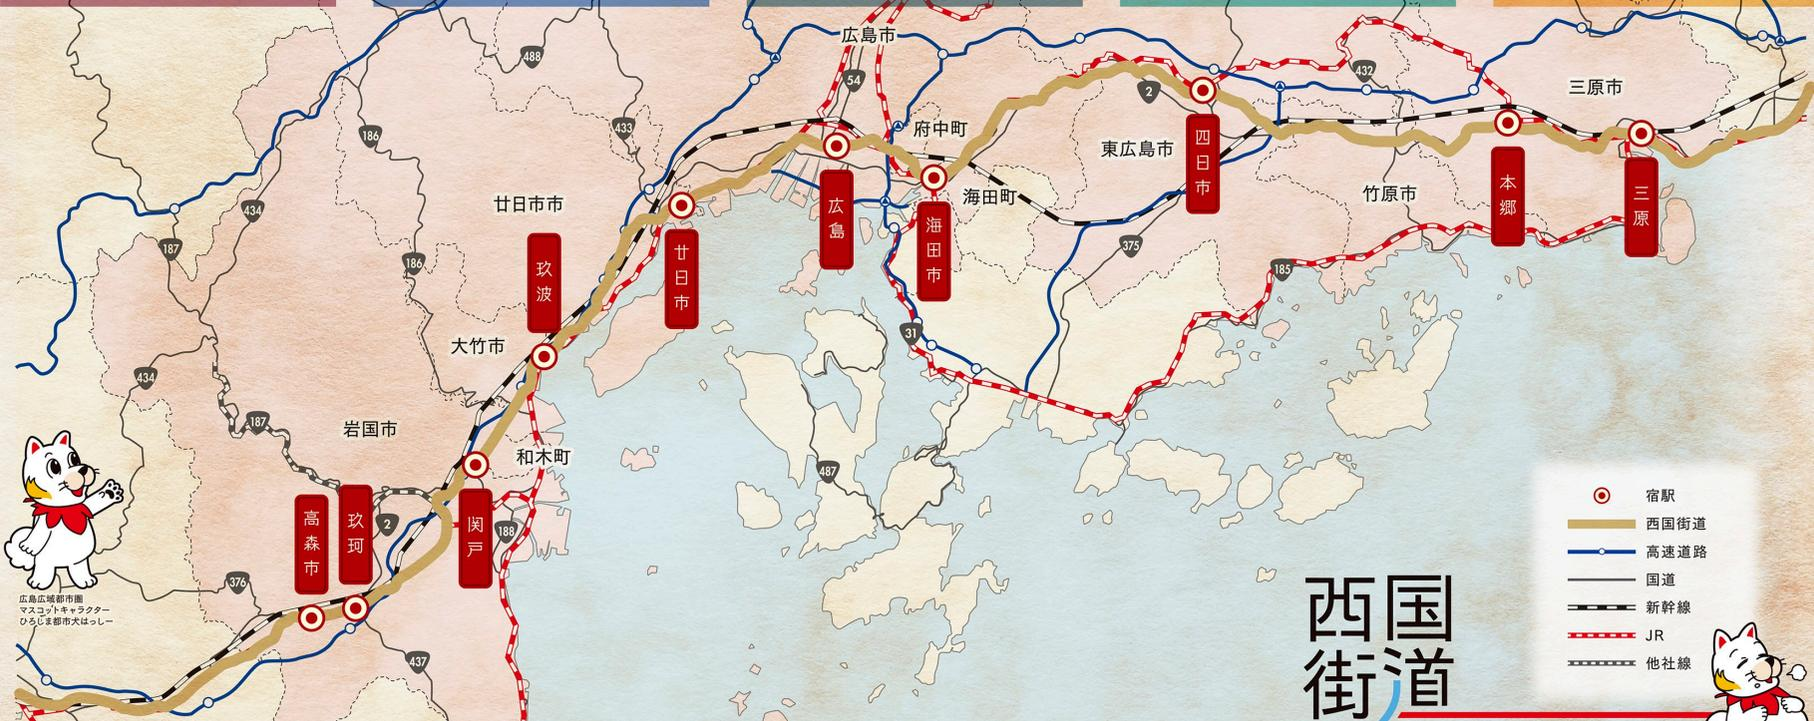 広島市
488
54
432
2
三原市
186
433
府中町
東広島市
四日市
434
187
186
廿日市市
廿日市
広島
海田市
海田町
375
竹原市
本郷
三原
185
玖波
大竹市
434
31
187
岩国市
和木町
487
高森市
玖珂
2
関戸
188
376
437
広島広域都市圏
マスコットキャラクター
ひろしま都市犬はっしー
宿駅
西国街道
高速道路
国道
新幹線
JR
他社線
西国
街道